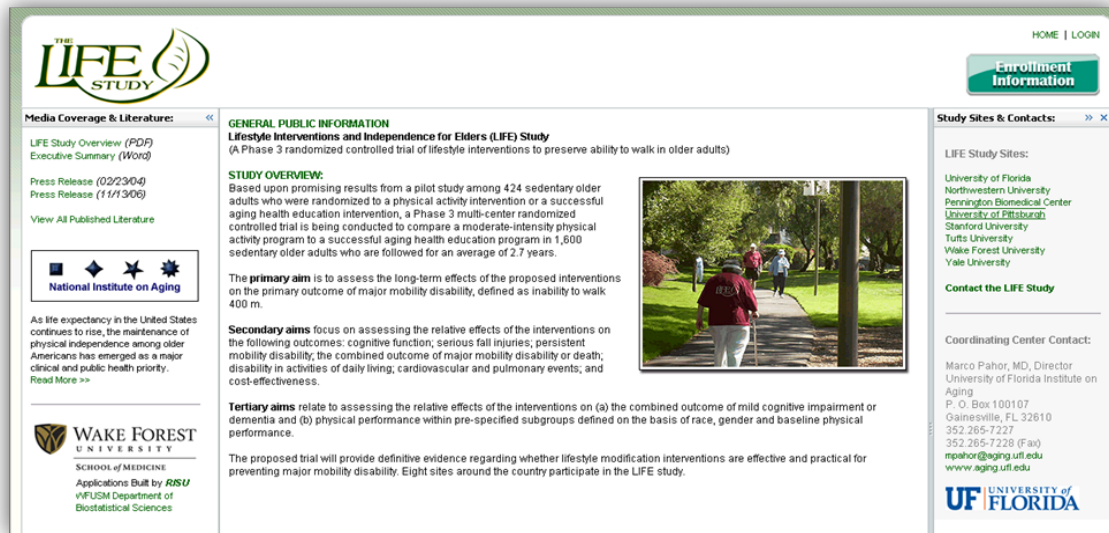 THE
LIFE
STUDY
HOME | LOGIN
Enrollment
Information
Media Coverage & Literature: «
LIFE Study Overview (PDF)
Executive Summary (Word)
Press Release (02/23/04)
Press Release (11/13/06)
View All Published Literature
National Institute on Aging
As life expectancy in the United States
continues to rise, the maintenance of
physical independence among older
Americans has emerged as a major
clinical and public health priority.
Read More >>
WAKE FOREST
UNIVERSITY
SCHOOL of MEDICINE
Applications Built by RISU
WFUSM Department of
Biostatistical Sciences
GENERAL PUBLIC INFORMATION
Lifestyle Interventions and Independence for Elders (LIFE) Study
(A Phase 3 randomized controlled trial of lifestyle interventions to preserve ability to walk in older adults)
STUDY OVERVIEW:
Based upon promising results from a pilot study among 424 sedentary older
adults who were randomized to a physical activity intervention or a successful
aging health education intervention, a Phase 3 multi-center randomized
controlled trial is being conducted to compare a moderate-intensity physical
activity program to a successful aging health education program in 1,600
sedentary older adults who are followed for an average of 2.7 years.
The primary aim is to assess the long-term effects of the proposed interventions
on the primary outcome of major mobility disability, defined as inability to walk
400 m.
Secondary aims focus on assessing the relative effects of the interventions on
the following outcomes: cognitive function; serious fall injuries; persistent
mobility disability; the combined outcome of major mobility disability or death;
disability in activities of daily living; cardiovascular and pulmonary events; and
cost-effectiveness.
Tertiary aims relate to assessing the relative effects of the interventions on (a) the combined outcome of mild cognitive impairment or
dementia and (b) physical performance within pre-specified subgroups defined on the basis of race, gender and baseline physical
performance.
The proposed trial will provide definitive evidence regarding whether lifestyle modification interventions are effective and practical for
preventing major mobility disability. Eight sites around the country participate in the LIFE study.
LIFE
Study Sites & Contacts: » ×
LIFE Study Sites:
University of Florida
Northwestern University
Pennington Biomedical Center
University of Pittsburgh
Stanford University
Tufts University
Wake Forest University
Yale University
Contact the LIFE Study
Coordinating Center Contact:
Marco Pahor, MD, Director
University of Florida Institute on
Aging
P. O. Box 100107
Gainesville, FL 32610
352.265-7227
352.265-7228 (Fax)
mpahor@aging.ufl.edu
www.aging.ufl.edu
UF UNIVERSITY of
FLORIDA